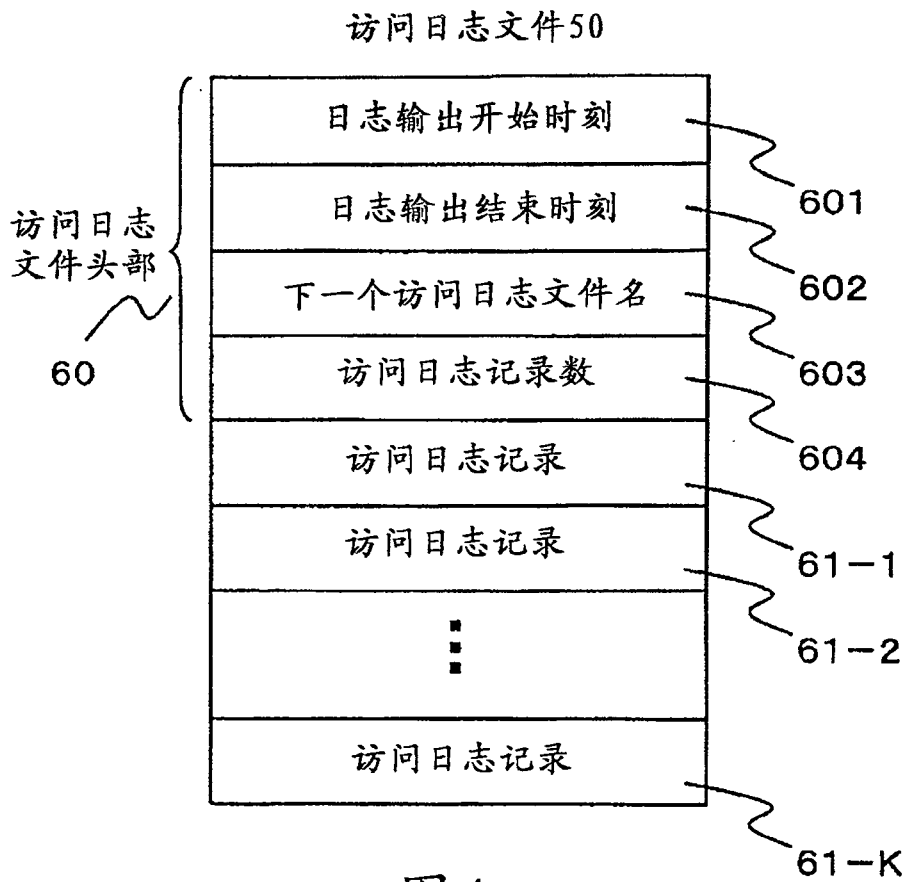 访问日志文件50
日志输出开始时刻
601
日志输出结束时刻
602
下一个访问日志文件名
603
访问日志记录数
604
访问日志
文件头部
60
访问日志记录
61-1
访问日志记录
61-2
访问日志记录
61-K